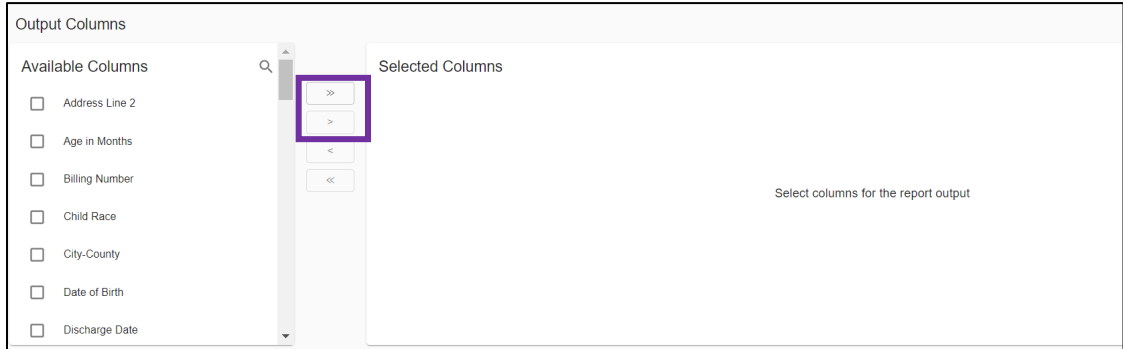 Output Columns
Available Columns
Address Line 2
Age in Months
Billing Number
Child Race
City-County
Date of Birth
Discharge Date
>>
>
<
<<
Selected Columns
Select columns for the report output